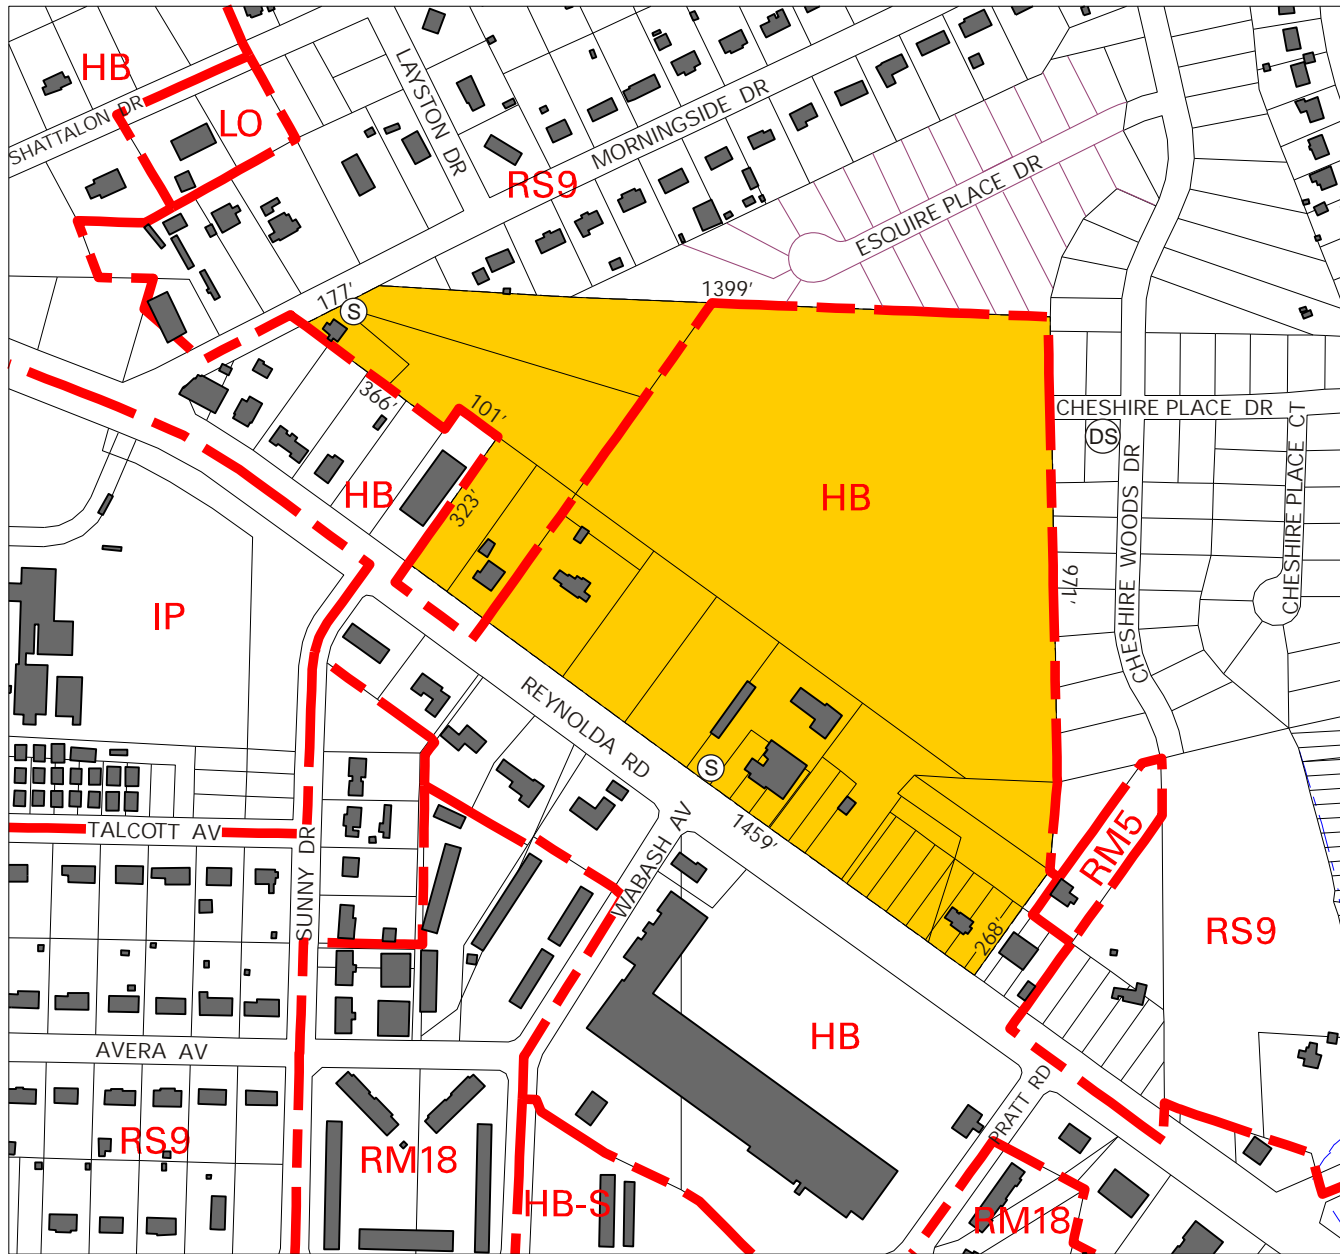 HB
LO
SHATTALON DR
LAYSTON DR
MORNINGSIDE DR
RS9
ESQUIRE PLACE DR
177'
S
1399'
366'
101'
CHESHIRE PLACE DR
DS
CHESHIRE WOODS DR
CHESHIRE PLACE CT
HB
323'
HB
971'
IP
REYNOLDA RD
S
1459'
WABASH AV
TALCOTT AV
SUNNY DR
RM5
268'
RS9
HB
AVERA AV
PRATT RD
RS9
RM18
HB-S
RM18